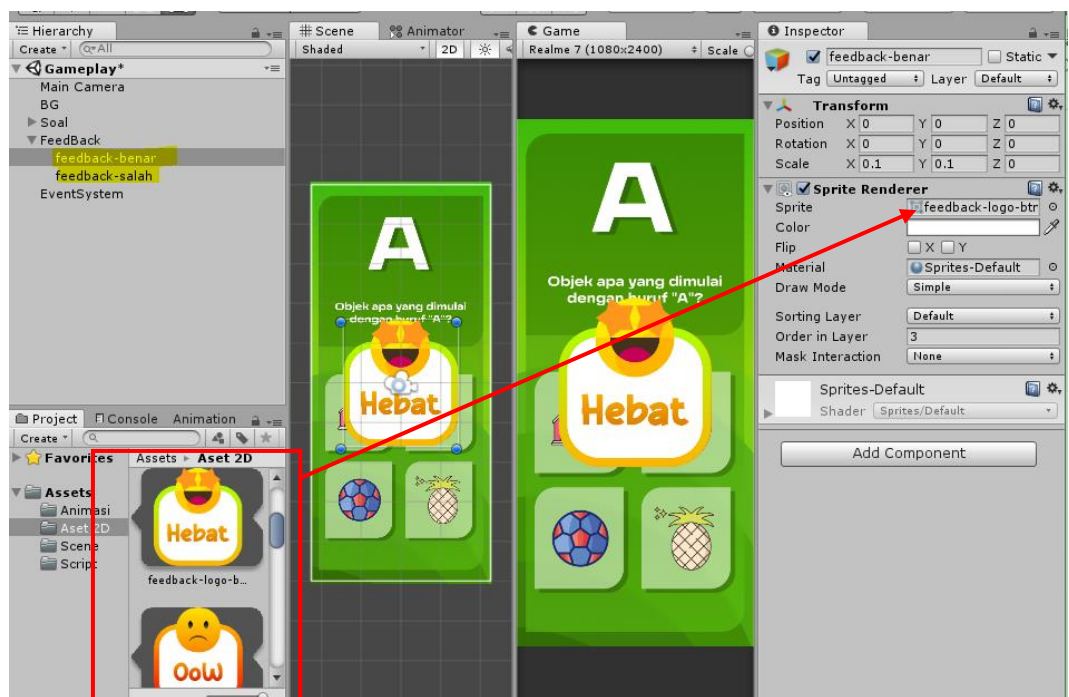 Hierarchy
Create
All
Gameplay*
Main Camera
BG
Soal
FeedBack
feedback-benar
feedback-salah
EventSystem
Scene
Animator
Shaded
2D
A
Objek apa yang dimulai
dengan huruf "A"?
Hebat
Game
Realme 7 (1080x2400)
Scale
A
Objek apa yang dimulai
dengan huruf "A"?
Hebat
Inspector
feedback-benar
Static
Tag Untagged Layer Default
Transform
Position X 0 Y 0 Z 0
Rotation X 0 Y 0 Z 0
Scale X 0.1 Y 0.1 Z 0
Sprite Renderer
Sprite feedback-logo-btr
Color
Flip X Y
Material Sprites-Default
Draw Mode Simple
Sorting Layer Default
Order in Layer 3
Mask Interaction None
Sprites-Default
Shader Sprites/Default
Add Component
Project Console Animation
Create
Favorites
Assets
Animasi
Aset 2D
Scene
Script
Assets Aset 2D
Hebat
feedback-logo-b...
OoW